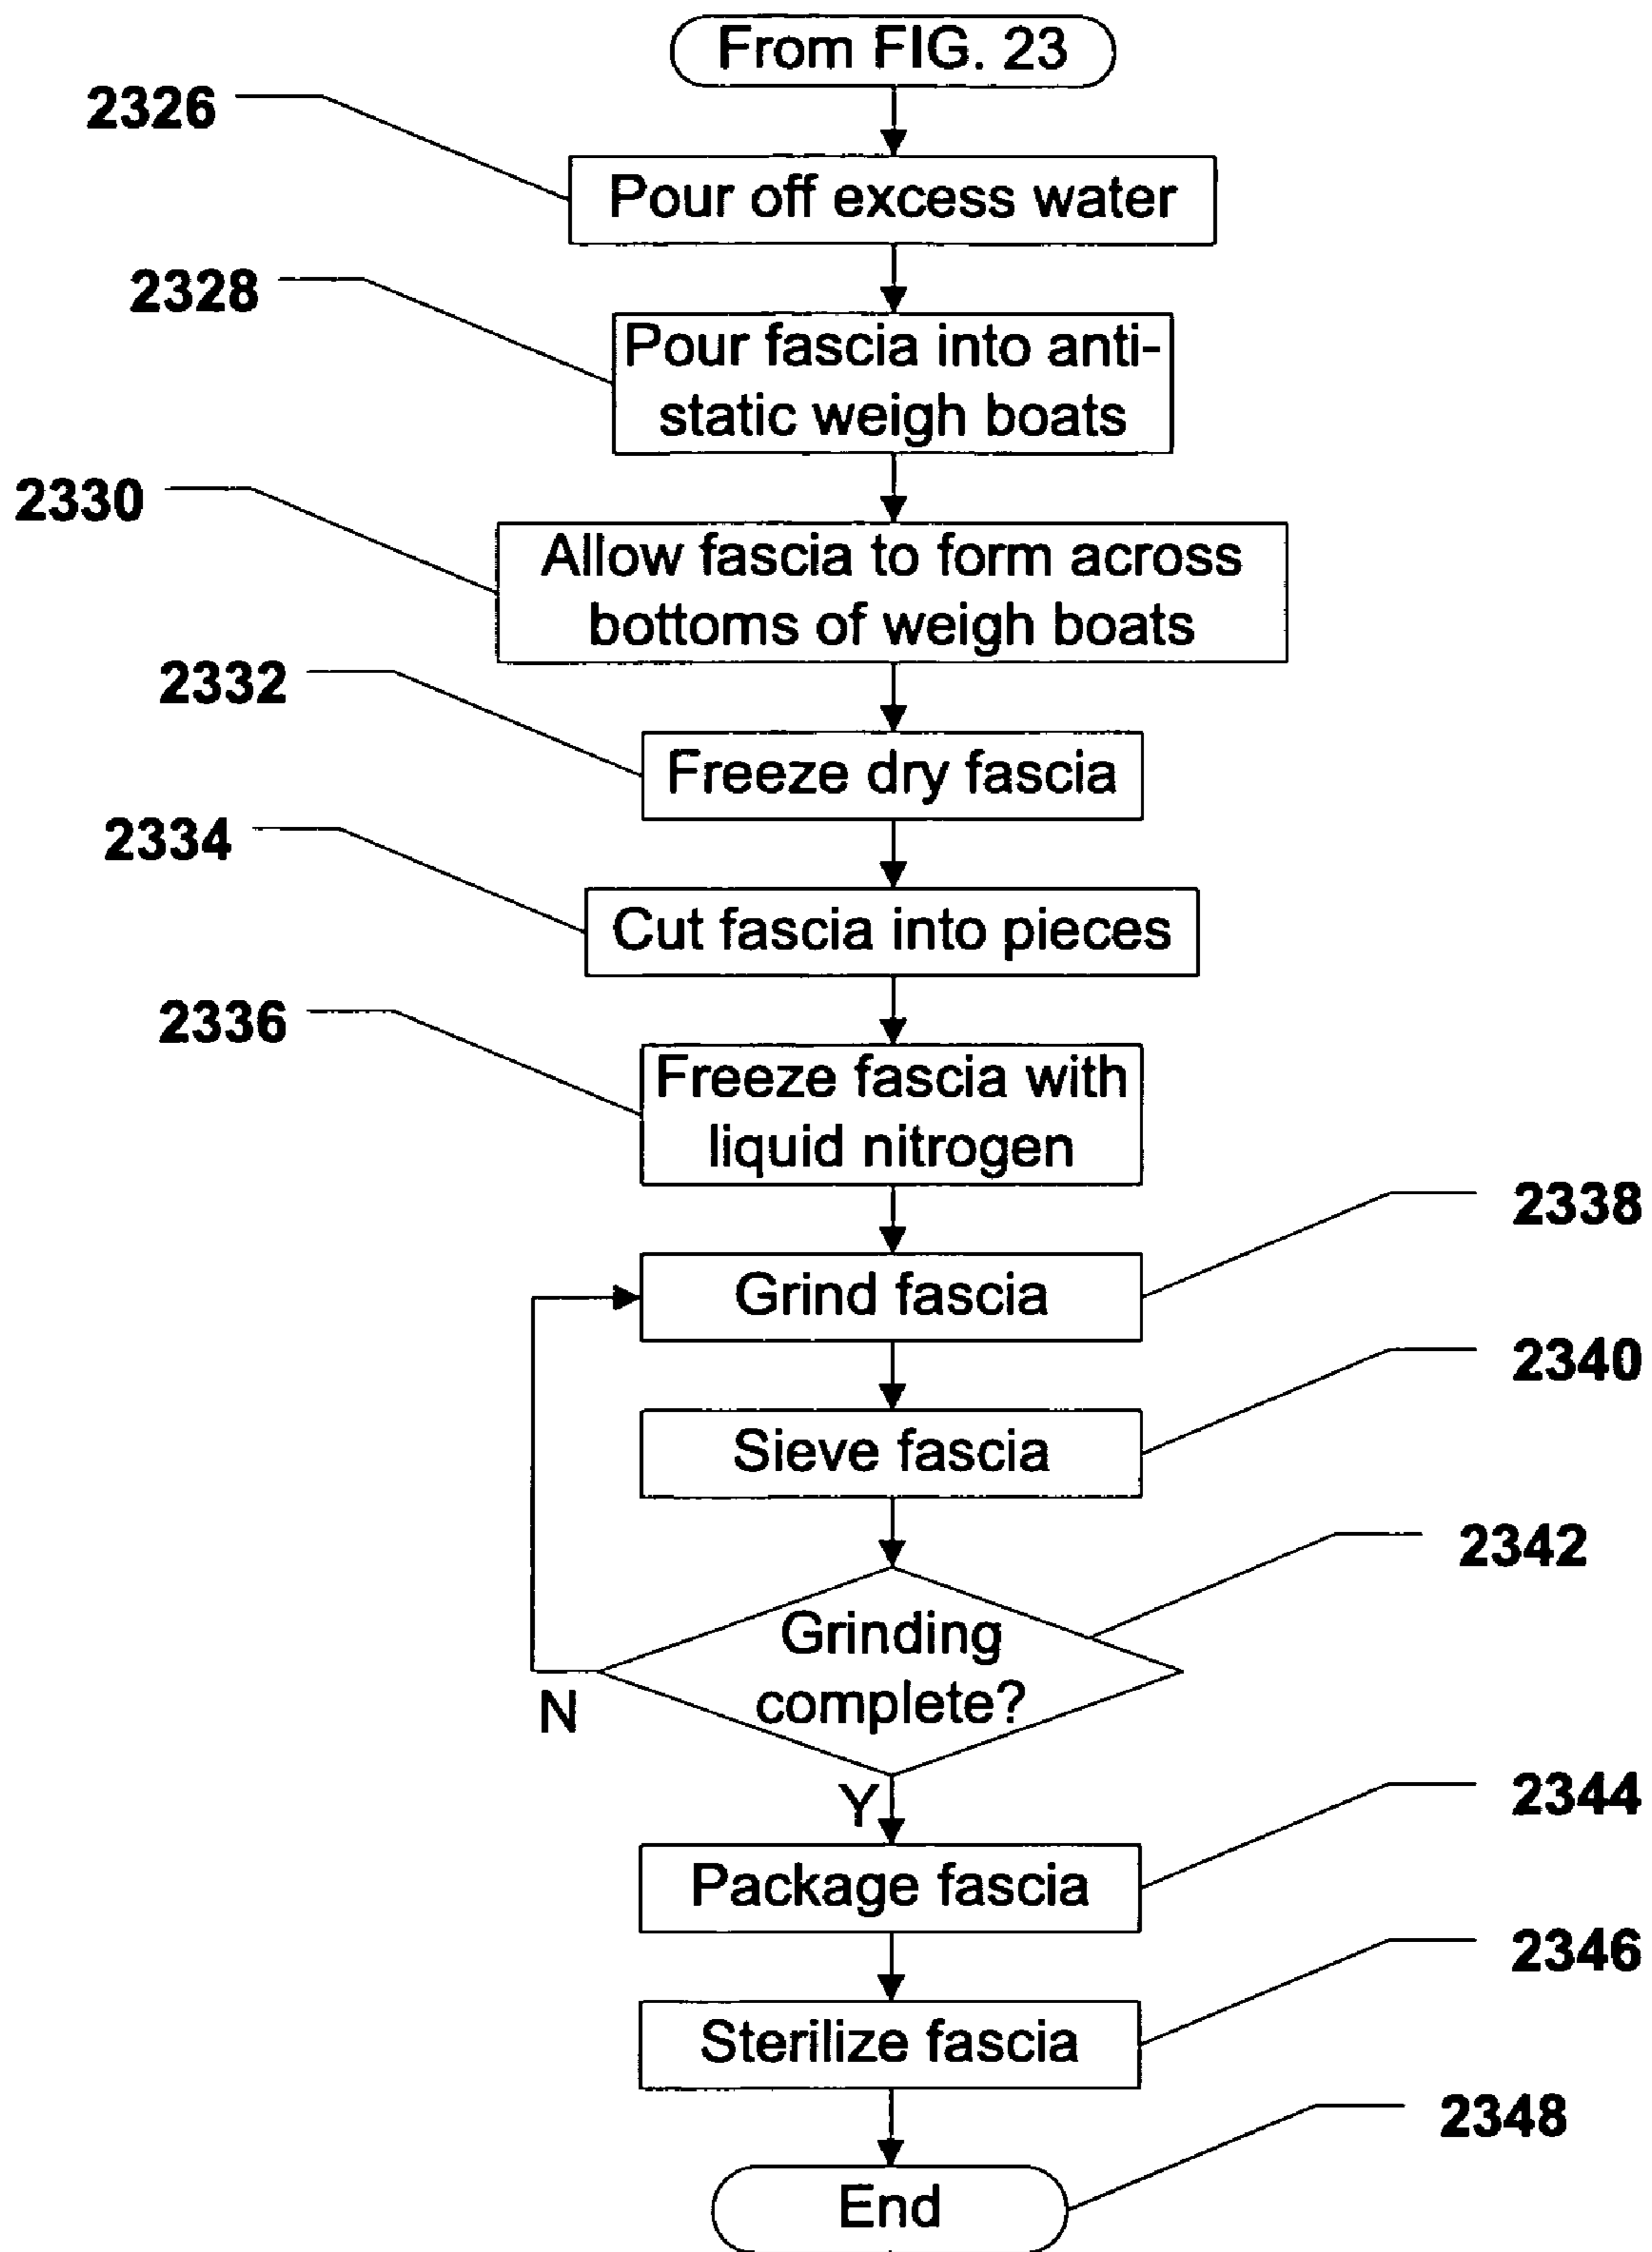 From FIG. 23
2326
Pour off excess water
2328
Pour fascia into anti-
static weigh boats
2330
Allow fascia to form across
bottoms of weigh boats
2332
Freeze dry fascia
2334
Cut fascia into pieces
2336
Freeze fascia with
liquid nitrogen
2338
Grind fascia
2340
Sieve fascia
2342
Grinding
complete?
N
Y
2344
Package fascia
2346
Sterilize fascia
2348
End